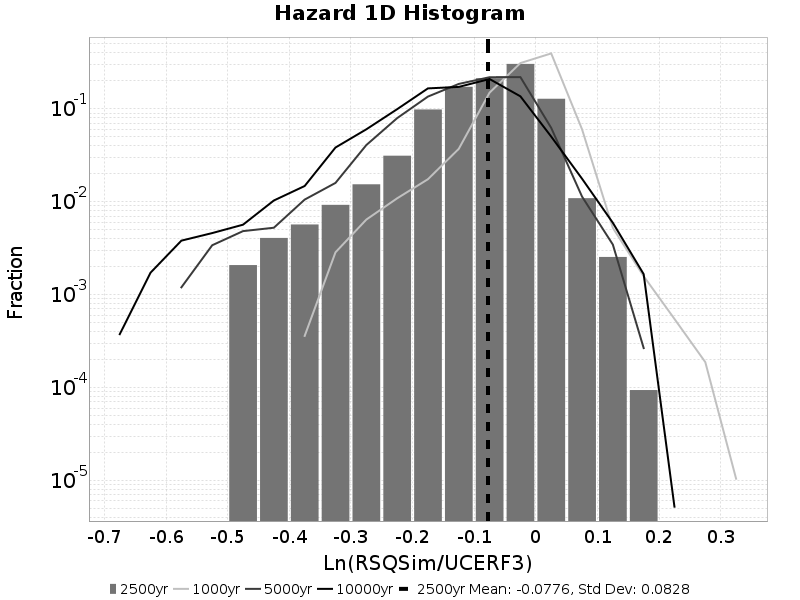 Hazard 1D Histogram
Fraction
10-1
10-2
10-3
10-4
10-5
-0.7 -0.6 -0.5 -0.4 -0.3 -0.2 -0.1 0 0.1 0.2 0.3
Ln(RSQSim/UCERF3)
2500yr 1000yr 5000yr 10000yr 2500yr Mean: -0.0776, Std Dev: 0.0828